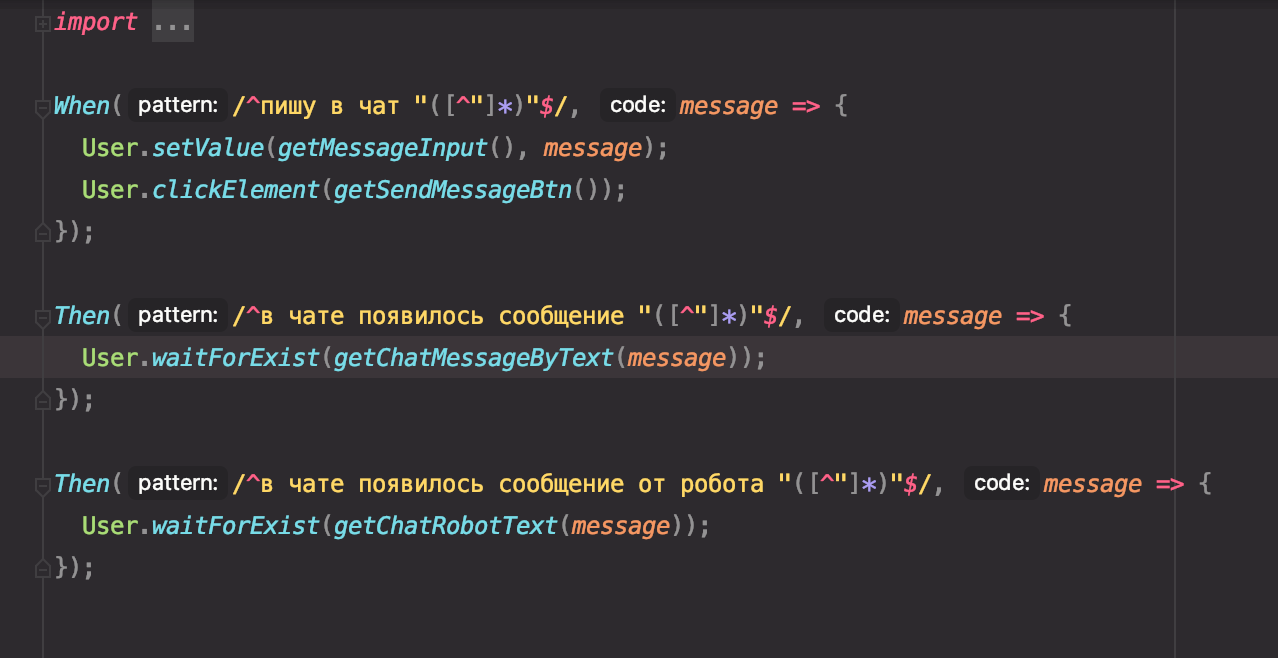 import ...
When( pattern: /^пишу в чат "([^"]*)"$/, code: message => {
User.setValue(getMessageInput(), message);
User.clickElement(getSendMessageBtn());
});
Then( pattern: /^в чате появилось сообщение "([^"]*)"$/, code: message => {
User.waitForExist(getChatMessageByText(message));
});
Then( pattern: /^в чате появилось сообщение от робота "([^"]*)"$/, code: message => {
User.waitForExist(getChatRobotText(message));
});